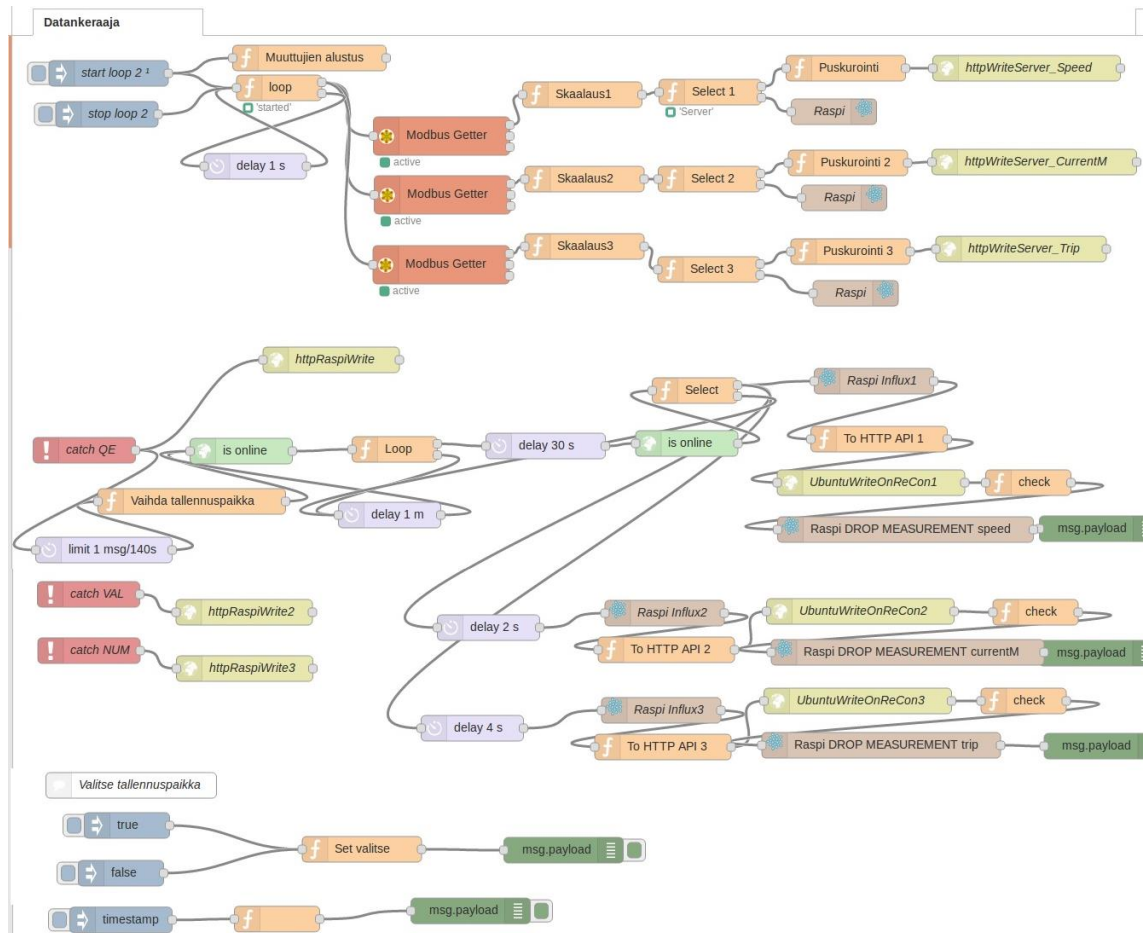 Datankeraaja
start loop 2 ¹
stop loop 2
Muuttujien alustus
loop
'started'
delay 1 s
Modbus Getter
active
Modbus Getter
active
Modbus Getter
active
Skaalaus1
Select 1
'Server'
Puskurointi
httpWriteServer_Speed
Raspi
Skaalaus2
Select 2
Puskurointi 2
httpWriteServer_CurrentM
Raspi
Skaalaus3
Select 3
Puskurointi 3
httpWriteServer_Trip
Raspi
httpRaspiWrite
catch QE
is online
Loop
delay 30 s
is online
Select
Raspi Influx1
To HTTP API 1
UbuntuWriteOnReCon1
check
Raspi DROP MEASUREMENT speed
msg.payload
Vaihda tallennuspaikka
delay 1 m
limit 1 msg/140s
catch VAL
httpRaspiWrite2
catch NUM
httpRaspiWrite3
delay 2 s
Raspi Influx2
To HTTP API 2
UbuntuWriteOnReCon2
check
Raspi DROP MEASUREMENT currentM
msg.payload
delay 4 s
Raspi Influx3
To HTTP API 3
UbuntuWriteOnReCon3
check
Raspi DROP MEASUREMENT trip
msg.payload
Valitse tallennuspaikka
true
false
Set valitse
msg.payload
timestamp
msg.payload